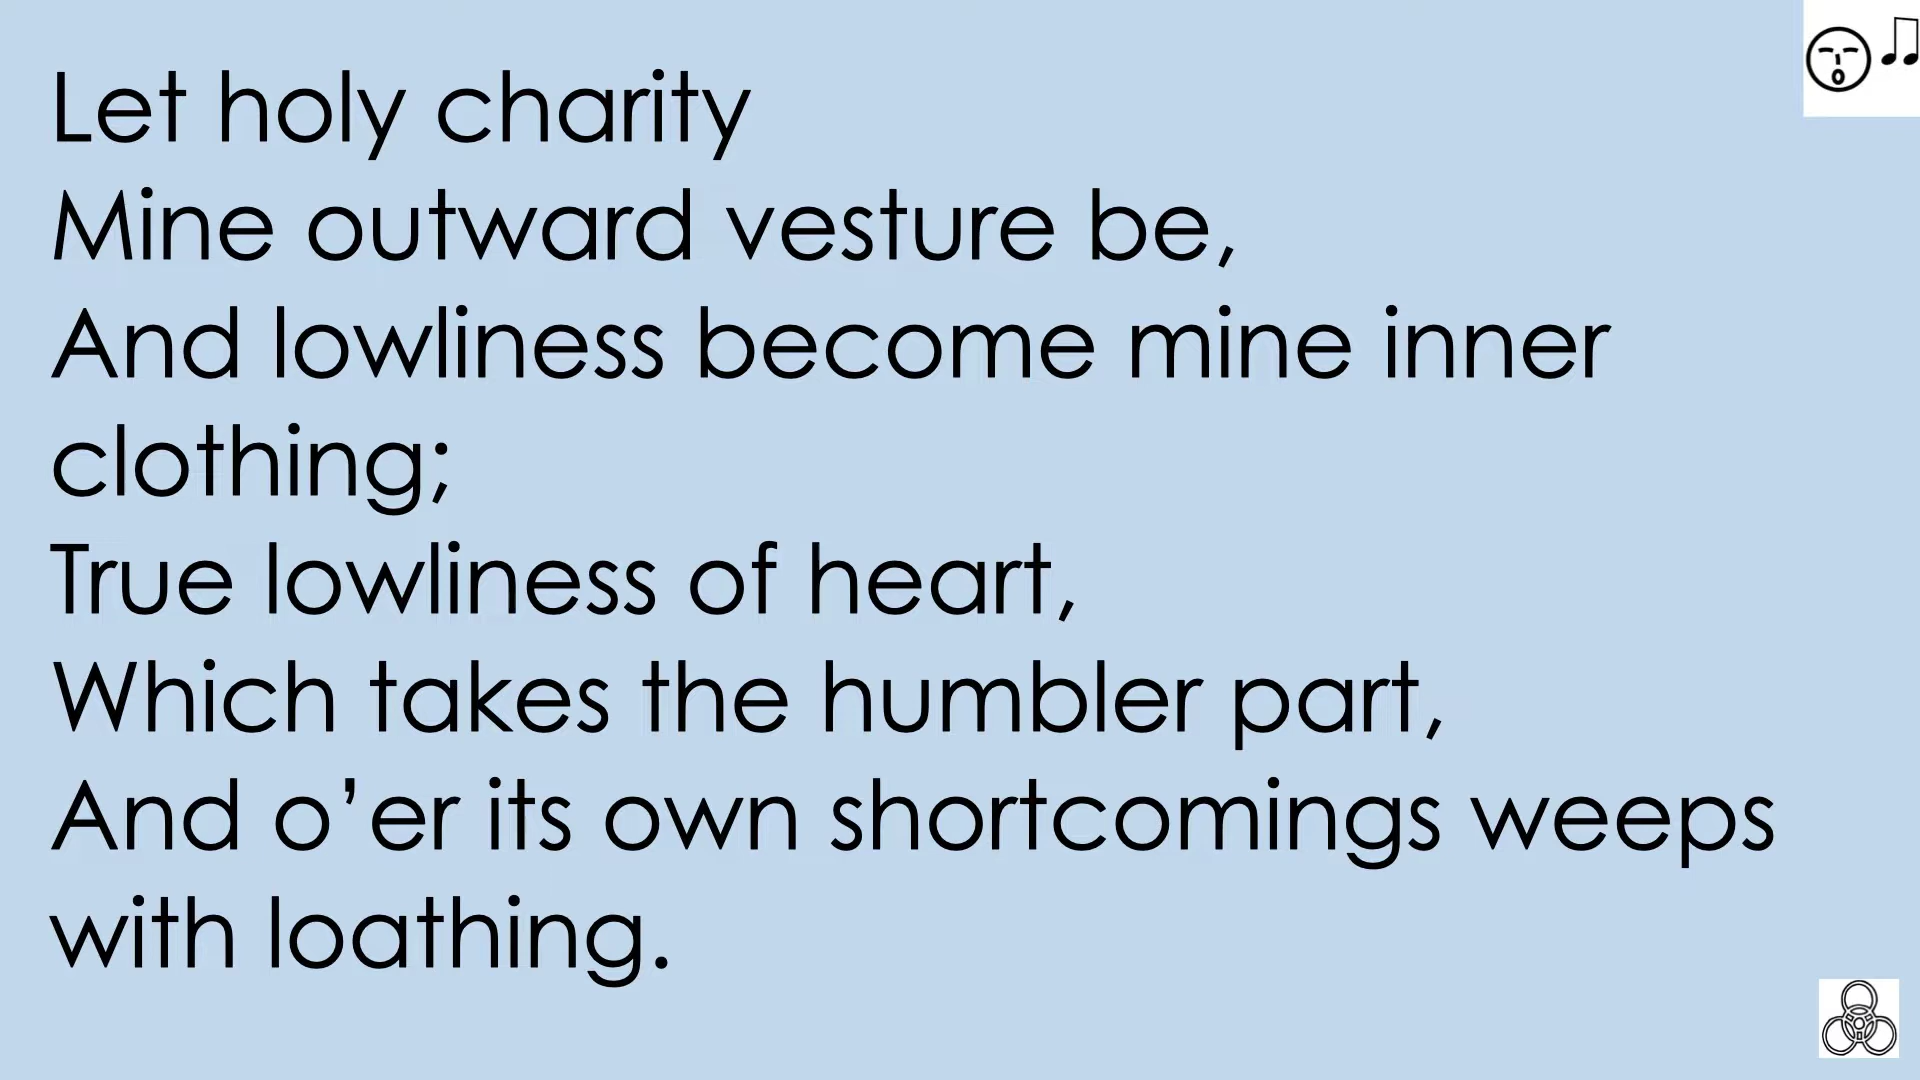 Let holy charity
Mine outward vesture be,
And lowliness become mine inner
clothing;
True lowliness of heart,
Which takes the humbler part,
And o’er its own shortcomings weeps
with loathing.